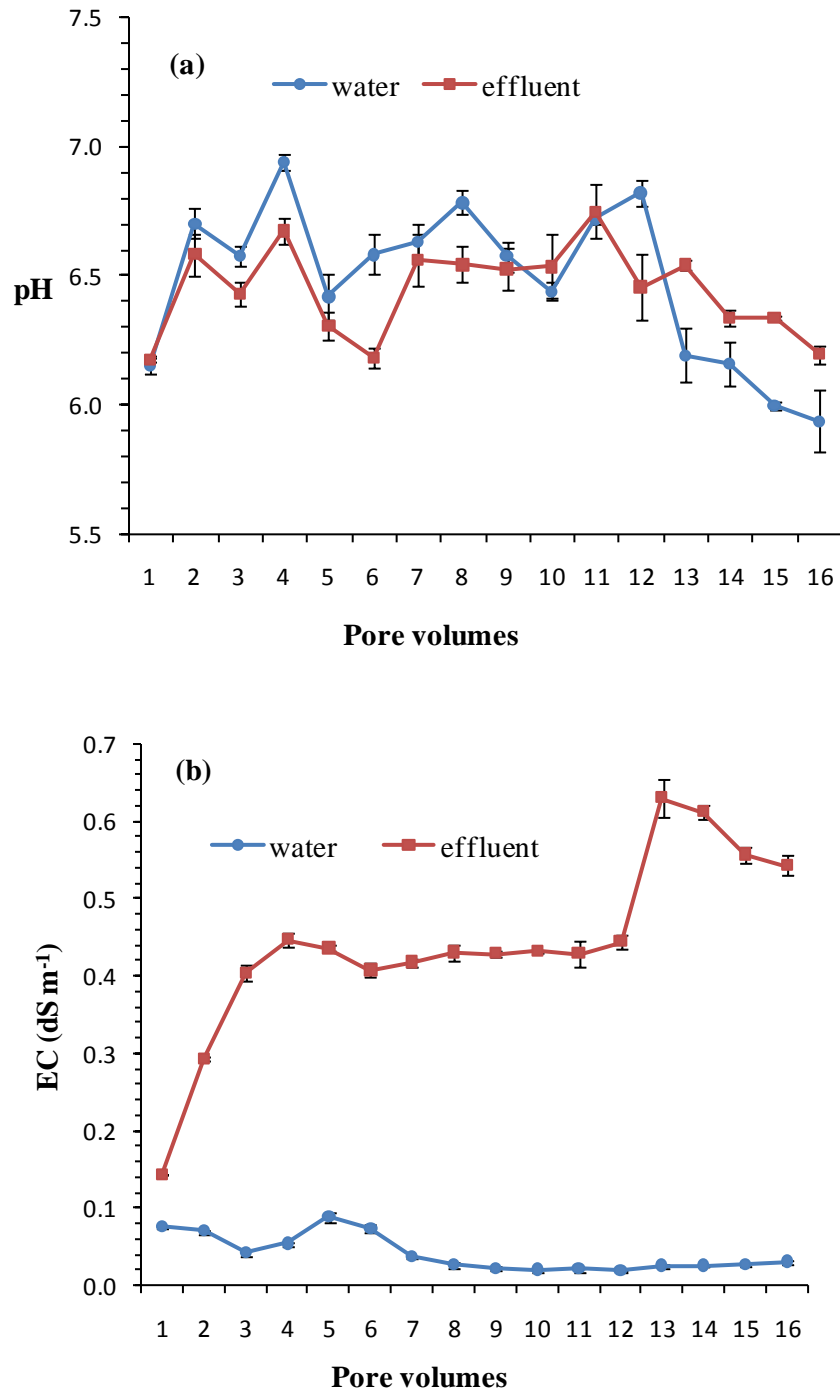 7.5
(a)
water effluent
7.0
6.5
pH
6.0
5.5
1 2 3 4 5 6 7 8 9 10 11 12 13 14 15 16
Pore volumes
0.7
(b)
0.6
water effluent
0.5
0.4
EC (dS m-1)
0.3
0.2
0.1
0.0
1 2 3 4 5 6 7 8 9 10 11 12 13 14 15 16
Pore volumes